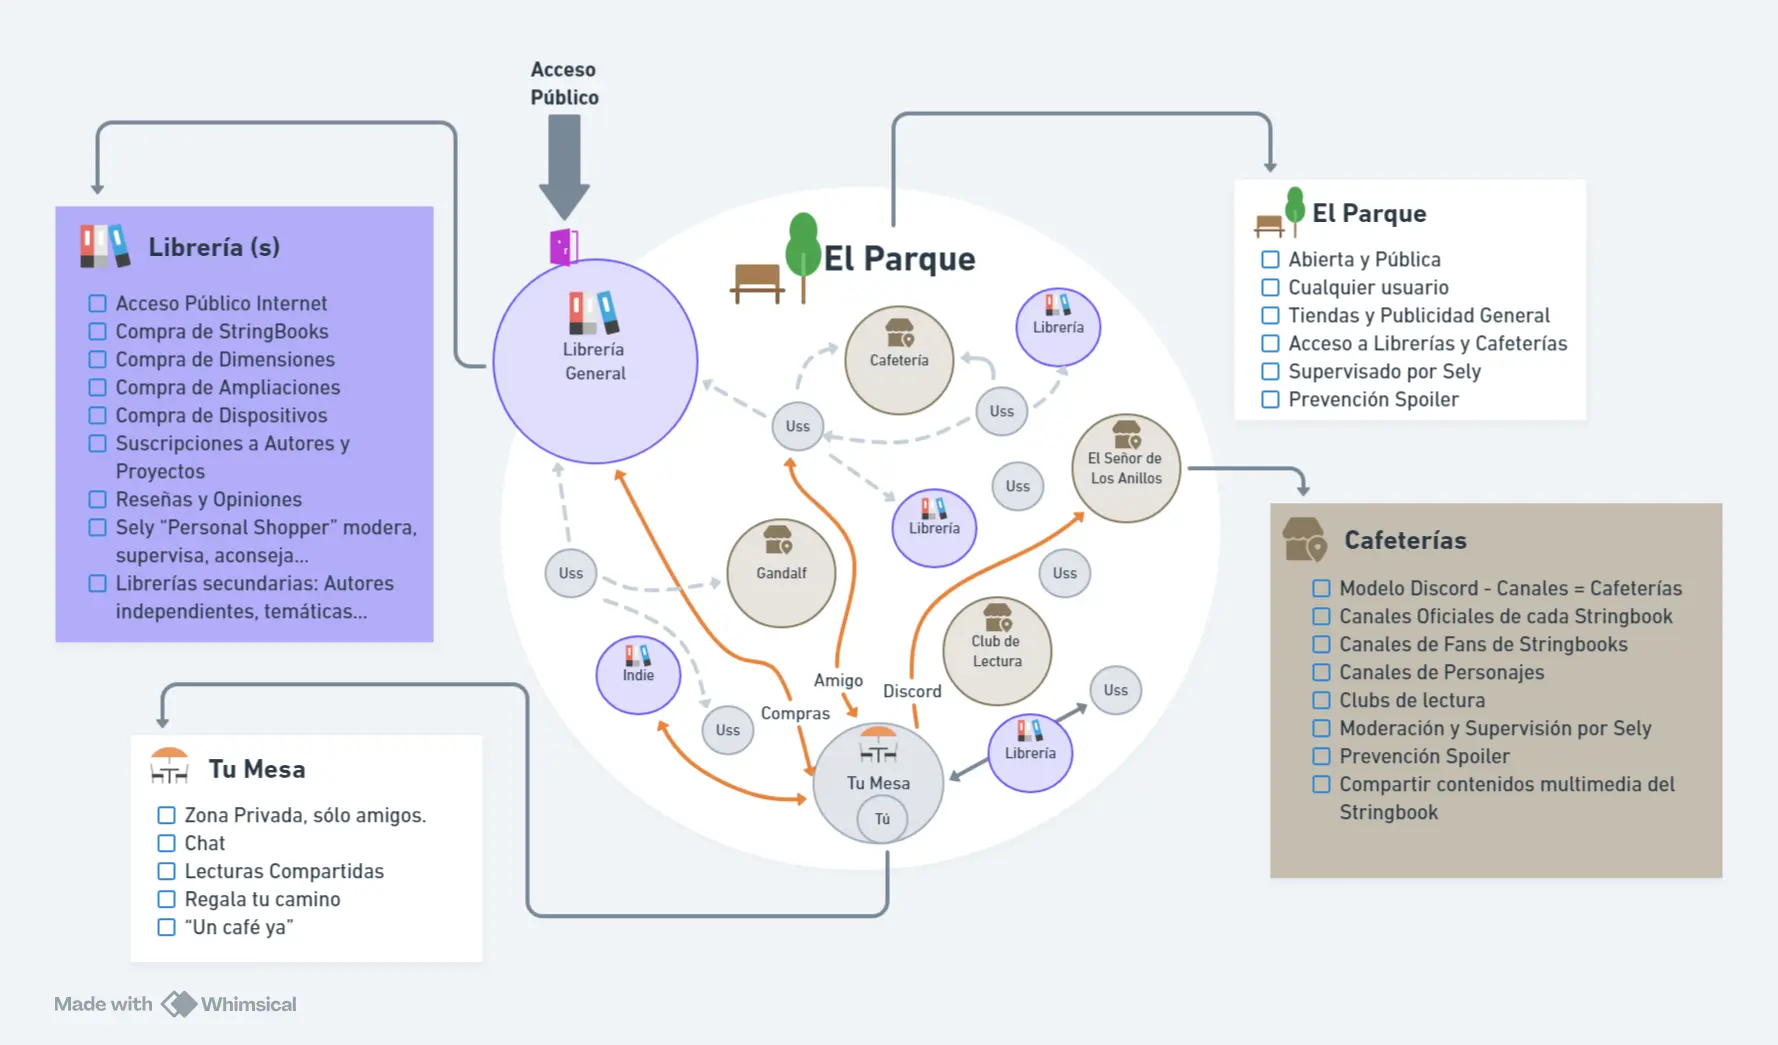 Acceso
Público
Librería (s)
Acceso Público Internet
Compra de StringBooks
Compra de Dimensiones
Compra de Ampliaciones
Compra de Dispositivos
Suscripciones a Autores y
Proyectos
Reseñas y Opiniones
Sely “Personal Shopper” modera,
supervisa, aconseja...
Librerías secundarias: Autores
independientes, temáticas...
Tu Mesa
Zona Privada, sólo amigos.
Chat
Lecturas Compartidas
Regala tu camino
“Un café ya”
El Parque
Librería
General
Cafetería
Librería
Uss
Uss
El Señor de
Los Anillos
Uss
Librería
Uss
Gandalf
Uss
Club de
Lectura
Indie
Amigo
Discord
Uss
Compras
Uss
Librería
Tu Mesa
Tú
El Parque
Abierta y Pública
Cualquier usuario
Tiendas y Publicidad General
Acceso a Librerías y Cafeterías
Supervisado por Sely
Prevención Spoiler
Cafeterías
Modelo Discord - Canales = Cafeterías
Canales Oficiales de cada Stringbook
Canales de Fans de Stringbooks
Canales de Personajes
Clubs de lectura
Moderación y Supervisión por Sely
Prevención Spoiler
Compartir contenidos multimedia del
Stringbook
Made with Whimsical